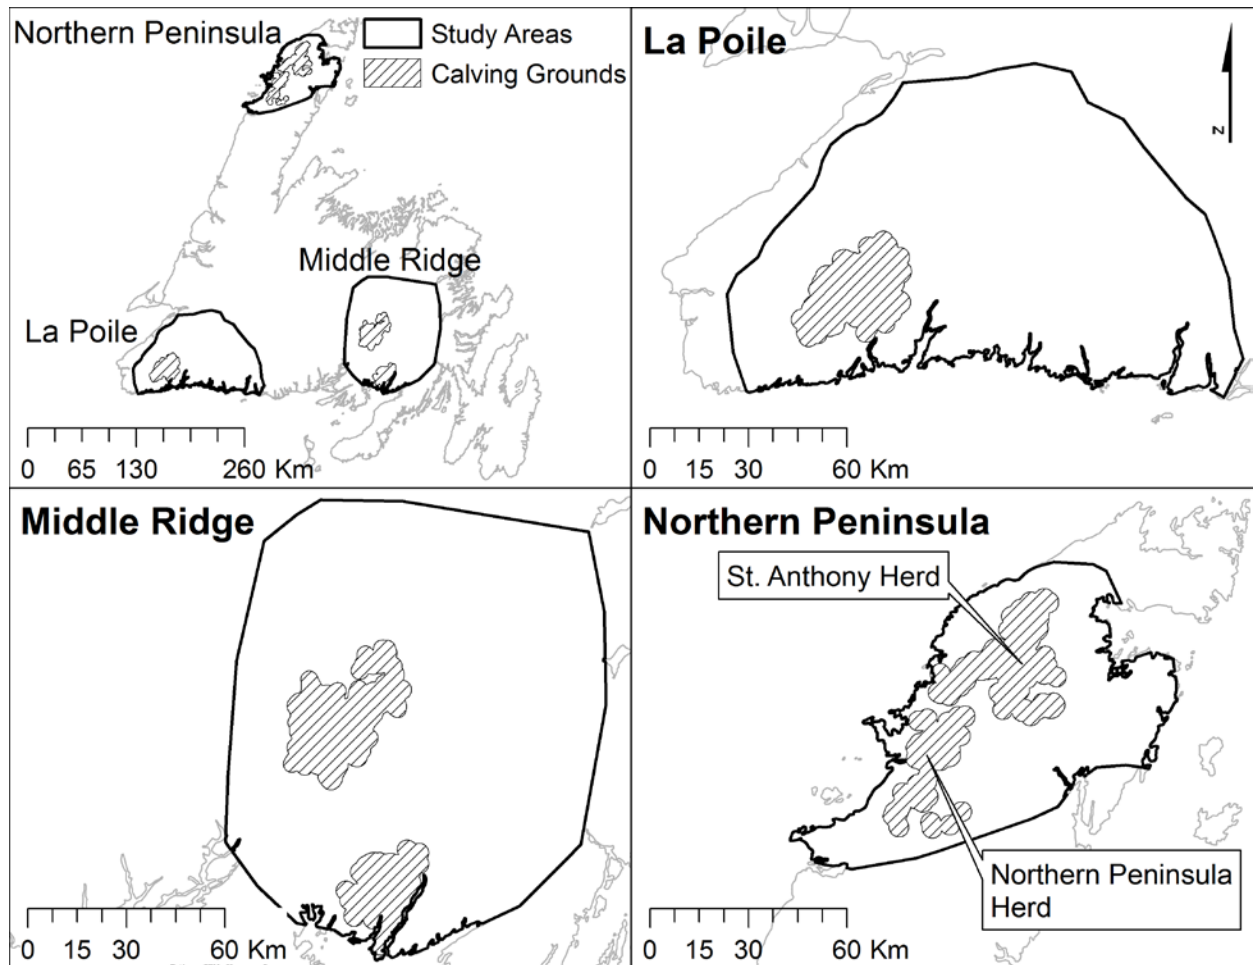 Northern Peninsula
Study Areas
Calving Grounds
Middle Ridge
La Poile
0 65 130 260 Km
La Poile
N
0 15 30 60 Km
Middle Ridge
0 15 30 60 Km
Northern Peninsula
St. Anthony Herd
Northern Peninsula
Herd
0 15 30 60 Km